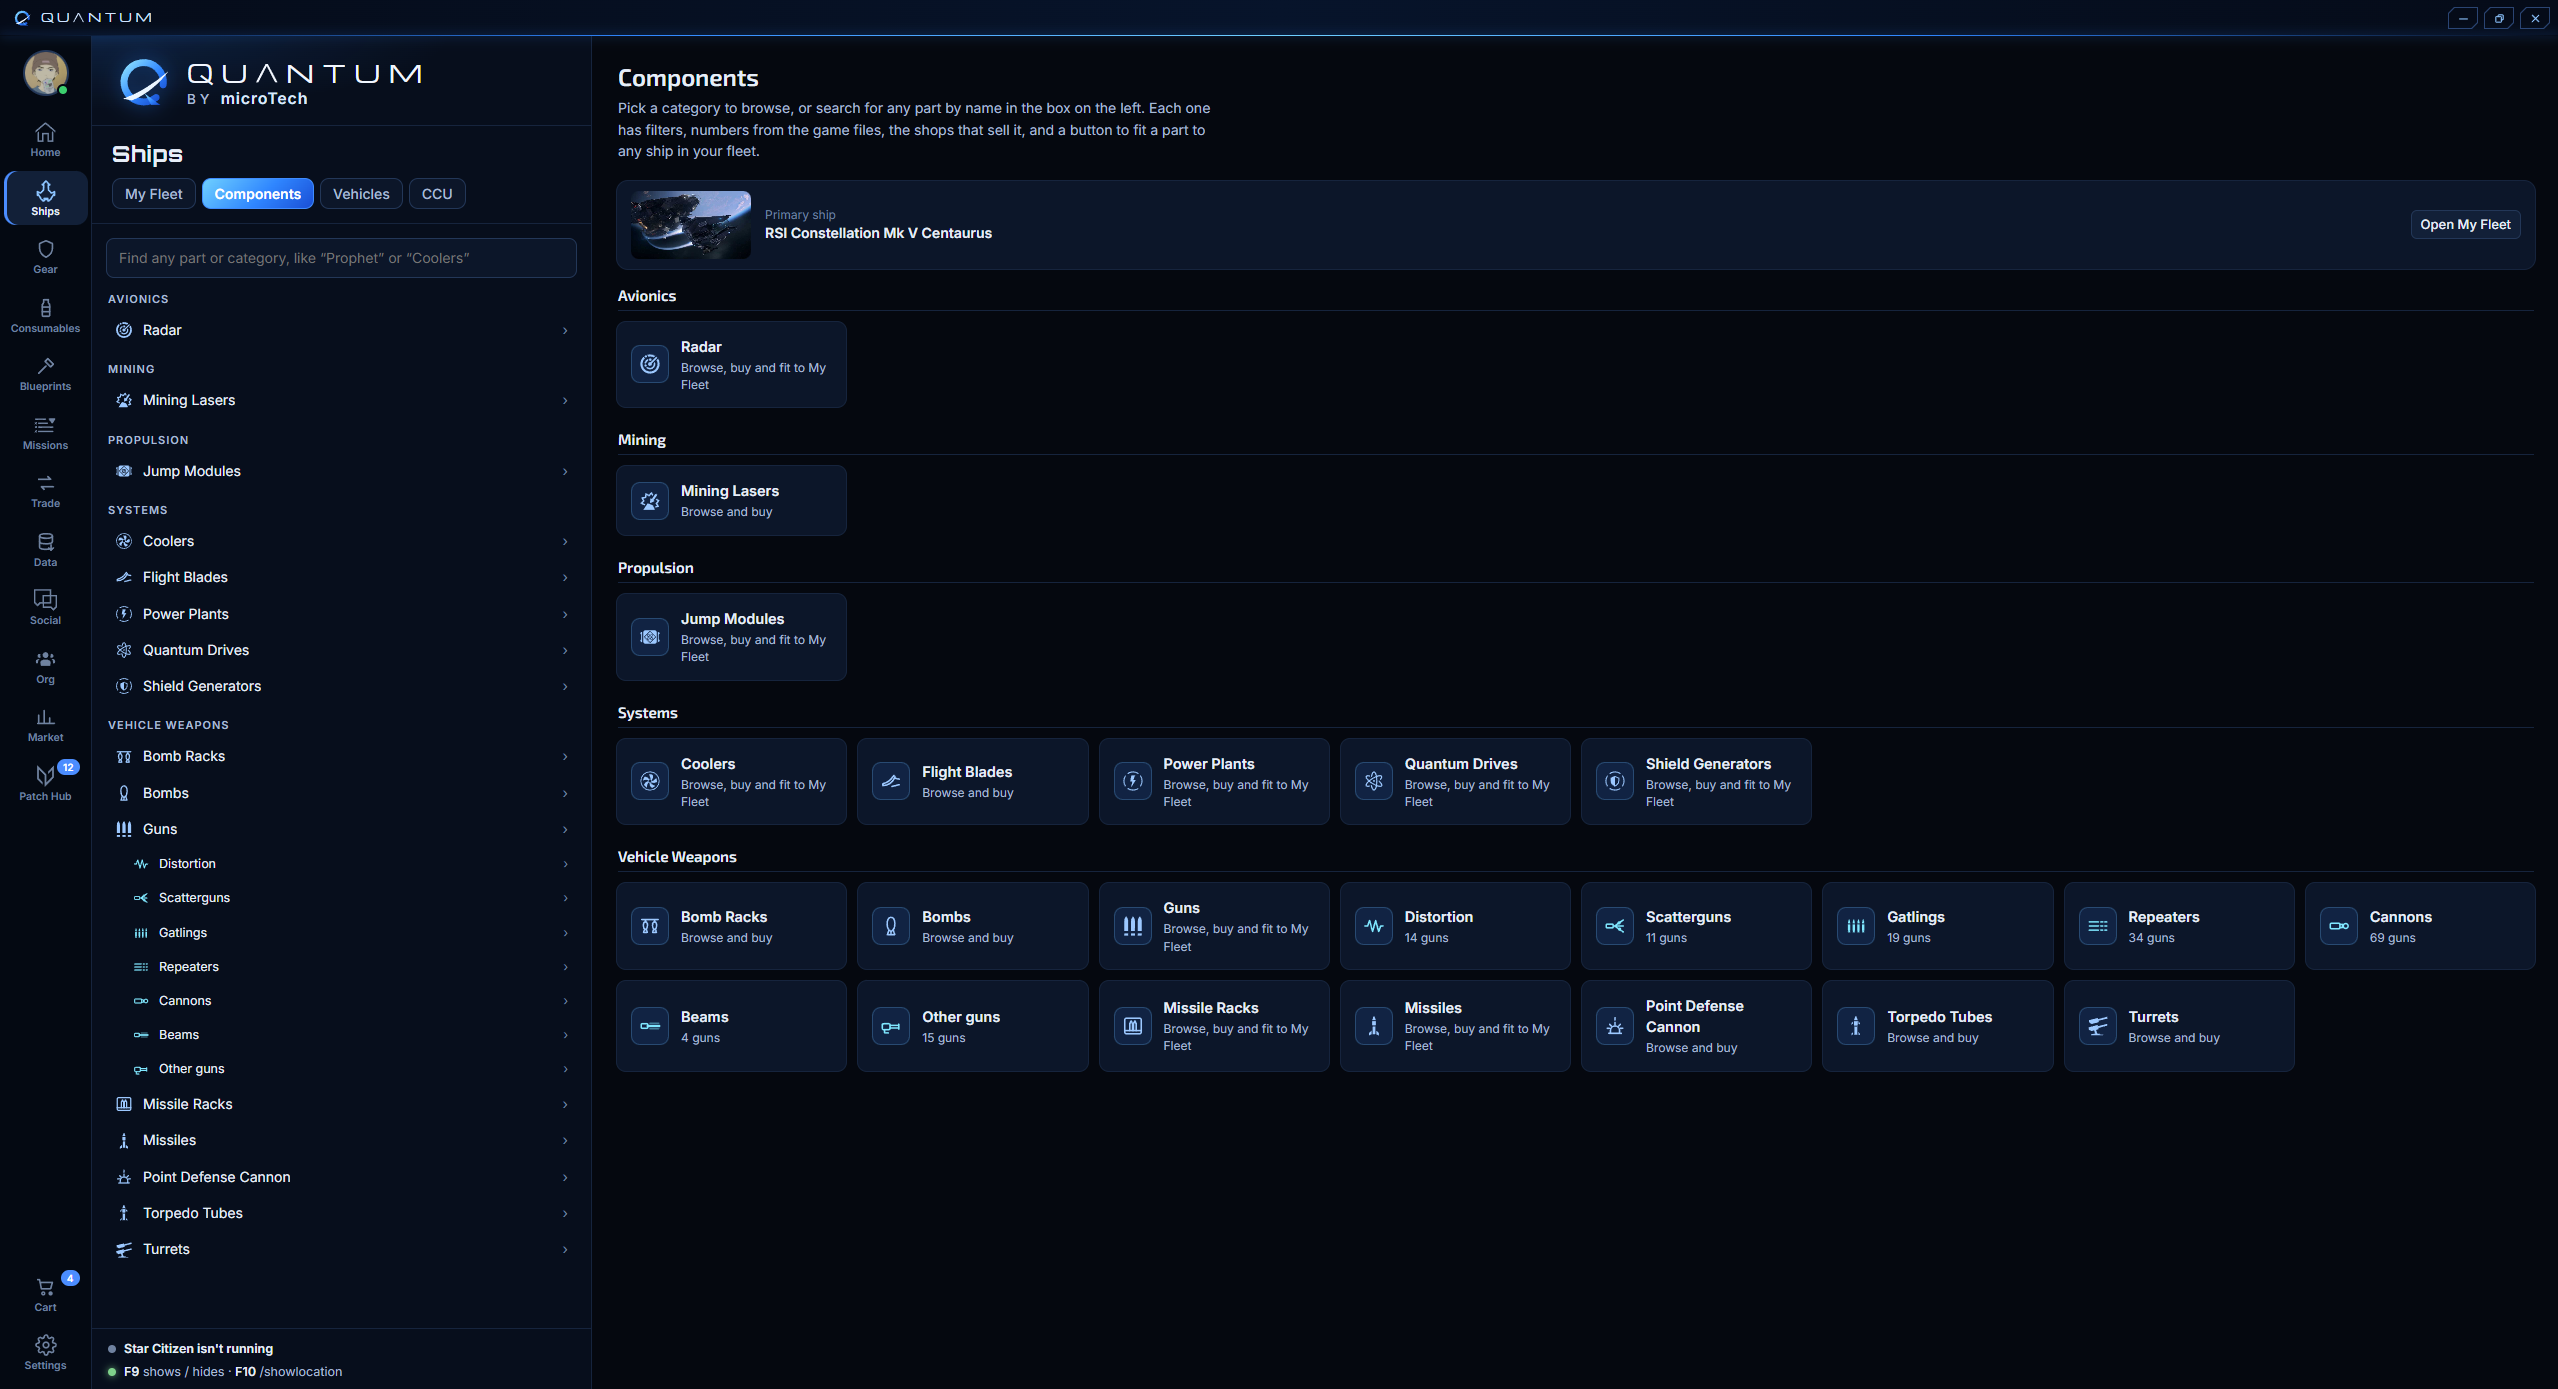 QUANTUM
Home
Ships
Gear
Consumables
Blueprints
Missions
Trade
Data
Social
Org
Market
12
Patch Hub
4
Cart
Settings
QUANTUM
BY microTech
Ships
My Fleet
Components
Vehicles
CCU
Find any part or category, like “Prophet” or “Coolers”
AVIONICS
Radar
MINING
Mining Lasers
PROPULSION
Jump Modules
SYSTEMS
Coolers
Flight Blades
Power Plants
Quantum Drives
Shield Generators
VEHICLE WEAPONS
Bomb Racks
Bombs
Guns
Distortion
Scatterguns
Gatlings
Repeaters
Cannons
Beams
Other guns
Missile Racks
Missiles
Point Defense Cannon
Torpedo Tubes
Turrets
Star Citizen isn't running
F9 shows / hides · F10 /showlocation
Components
Pick a category to browse, or search for any part by name in the box on the left. Each one
has filters, numbers from the game files, the shops that sell it, and a button to fit a part to
any ship in your fleet.
Primary ship
RSI Constellation Mk V Centaurus
Open My Fleet
Avionics
Radar
Browse, buy and fit to My
Fleet
Mining
Mining Lasers
Browse and buy
Propulsion
Jump Modules
Browse, buy and fit to My
Fleet
Systems
Coolers
Browse, buy and fit to My
Fleet
Flight Blades
Browse and buy
Power Plants
Browse, buy and fit to My
Fleet
Quantum Drives
Browse, buy and fit to My
Fleet
Shield Generators
Browse, buy and fit to My
Fleet
Vehicle Weapons
Bomb Racks
Browse and buy
Bombs
Browse and buy
Guns
Browse, buy and fit to My
Fleet
Distortion
14 guns
Scatterguns
11 guns
Gatlings
19 guns
Repeaters
34 guns
Cannons
69 guns
Beams
4 guns
Other guns
15 guns
Missile Racks
Browse, buy and fit to My
Fleet
Missiles
Browse, buy and fit to My
Fleet
Point Defense
Cannon
Browse and buy
Torpedo Tubes
Browse and buy
Turrets
Browse and buy